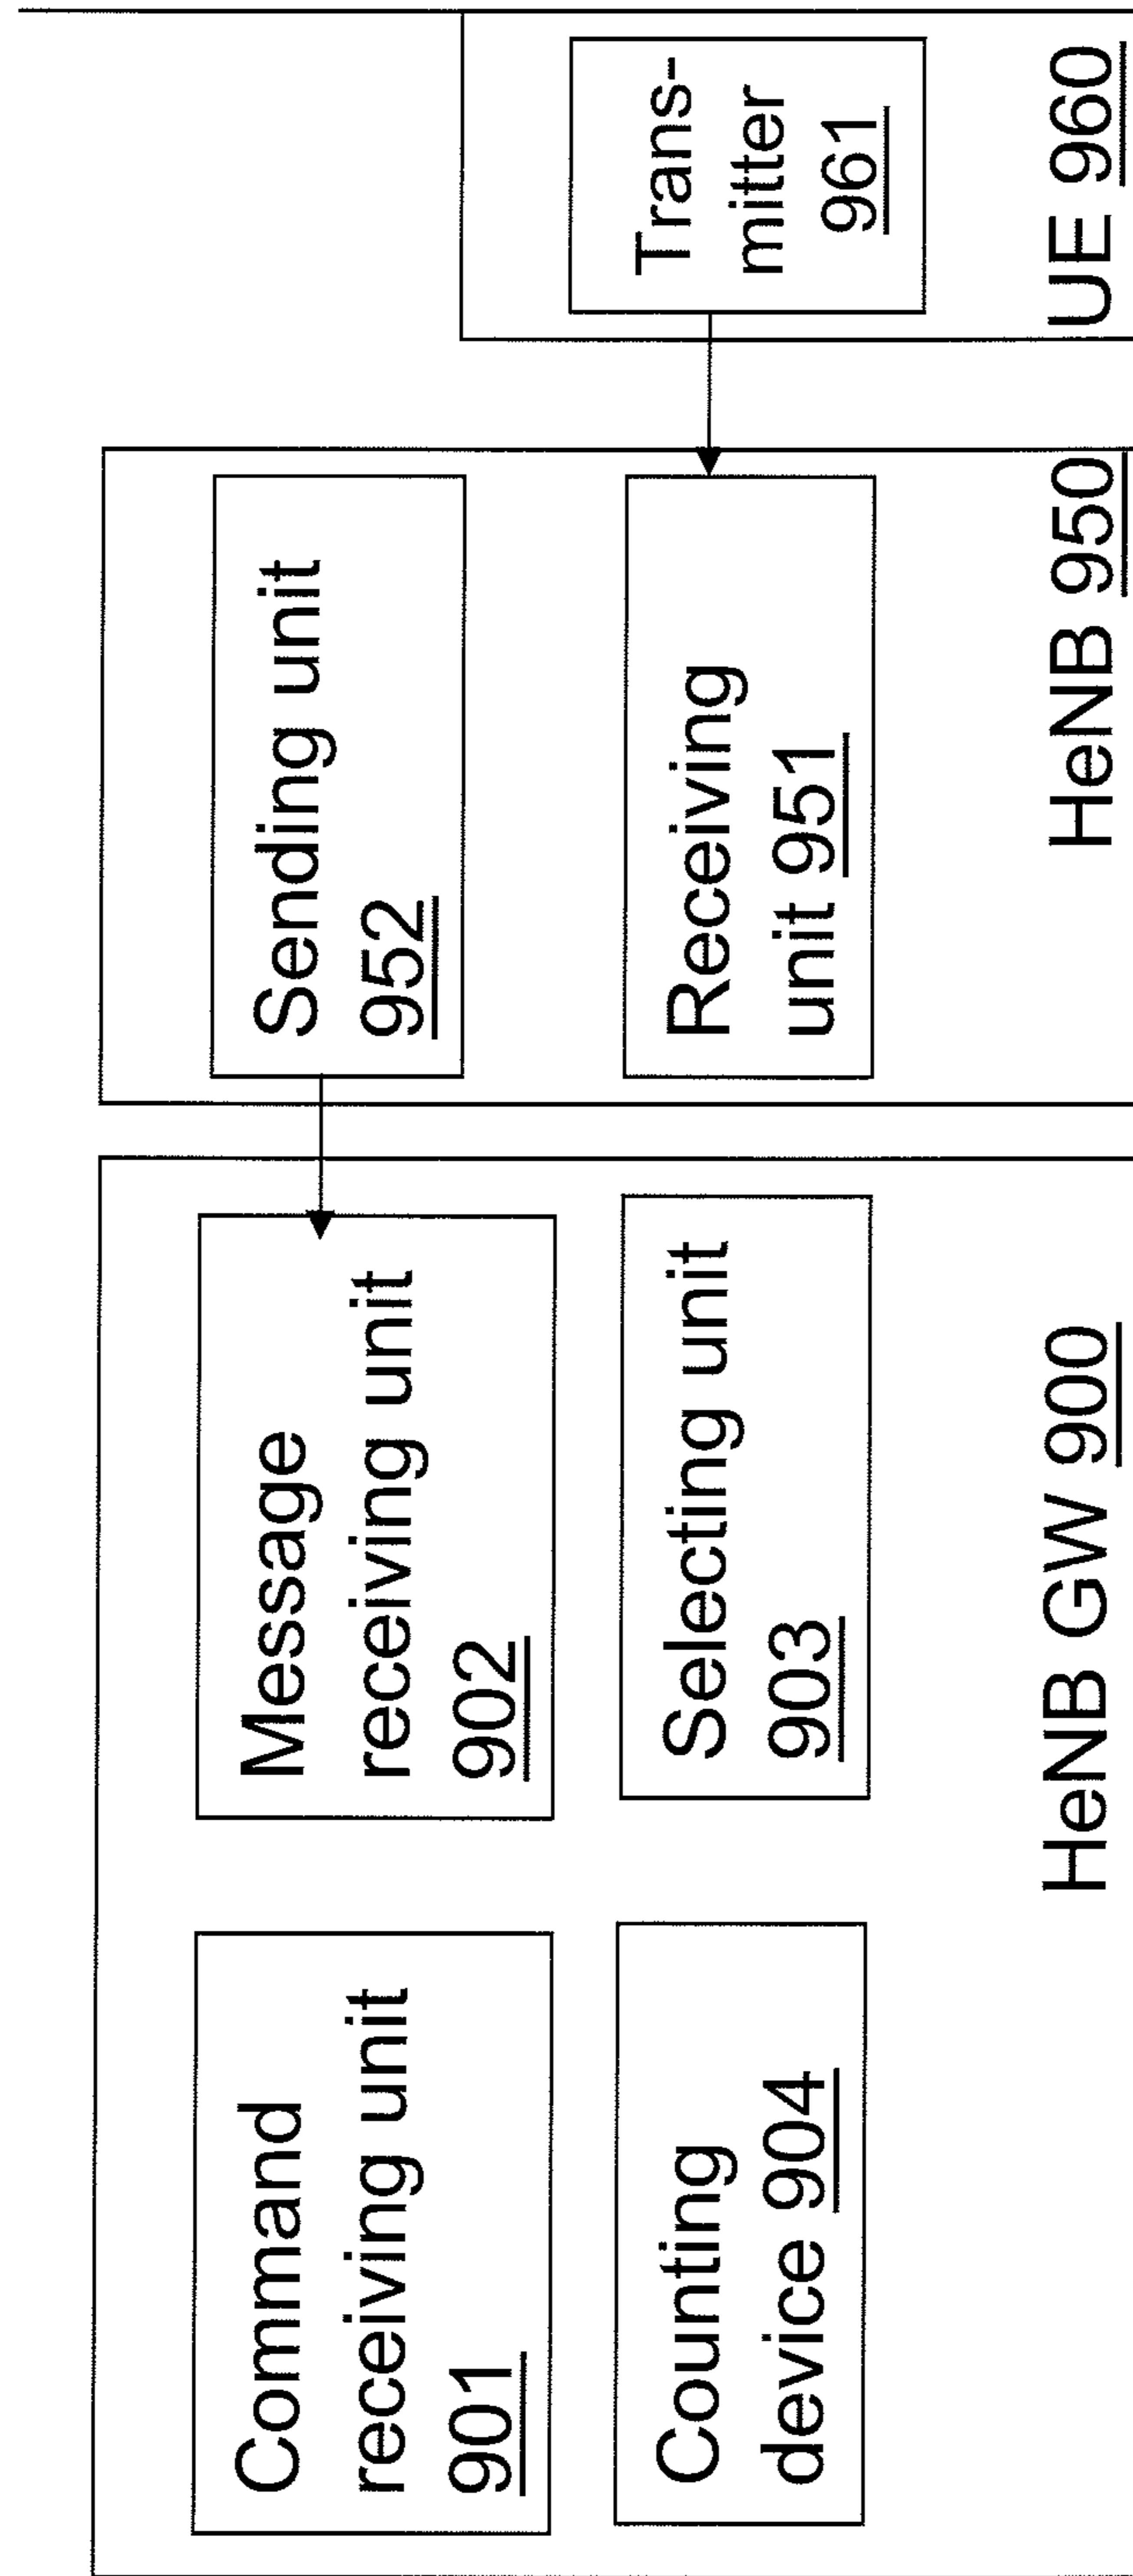 Command
receiving unit
901
Message
receiving unit
902
Sending unit
952
Trans-
mitter
961
Counting
device 904
Selecting unit
903
Receiving
unit 951
HeNB GW 900
HeNB 950
UE 960